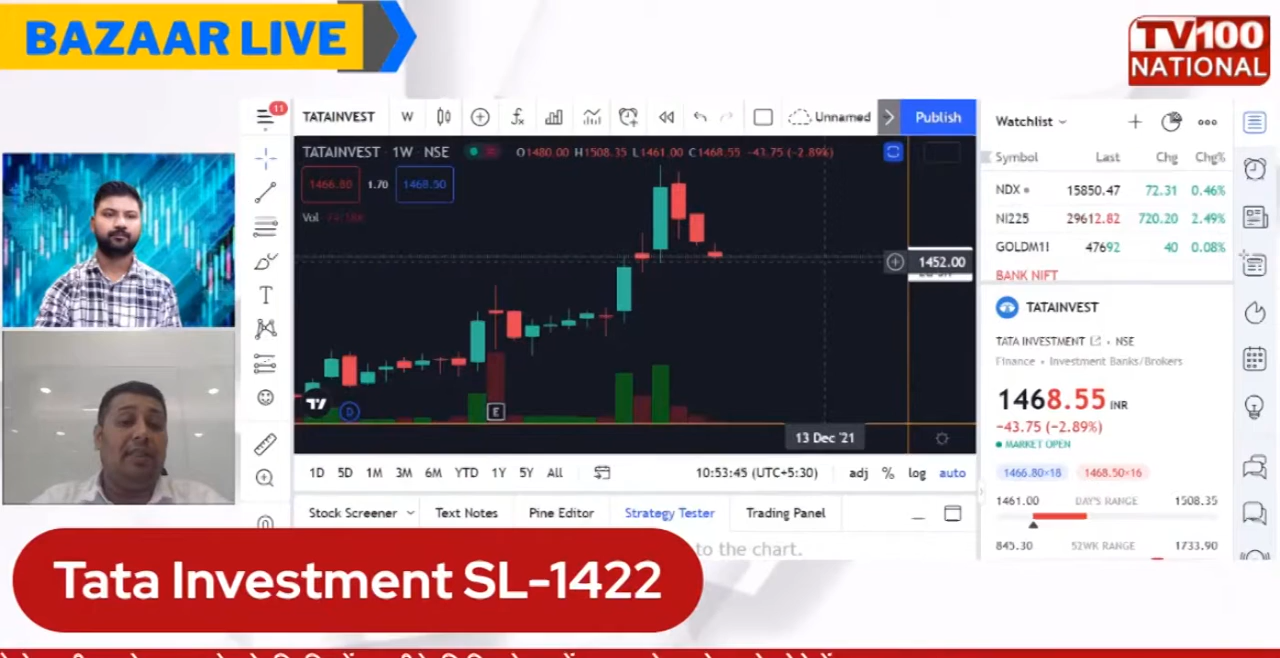 BAZAAR LIVE
TV100
NATIONAL
11
TATAINVEST W Unnamed Publish
TATAINVEST · 1W · NSE O1480.00 H1508.35 L1461.00 C1468.55 -43.75 (-2.89%)
1466.80 1.70 1468.50
Vol
1452.00
D
E
13 Dec '21
1D 5D 1M 3M 6M YTD 1Y 5Y All 10:53:45 (UTC+5:30) adj % log auto
Stock Screener Text Notes Pine Editor Strategy Tester Trading Panel
to the chart.
Watchlist
Symbol Last Chg Chg%
NDX 15850.47 72.31 0.46%
NI225 29612.82 720.20 2.49%
GOLDM1! 47692 40 0.08%
BANK NIFT
TATAINVEST
TATA INVESTMENT · NSE
Finance • Investment Banks/Brokers
1468.55 INR
−43.75 (−2.89%)
MARKET OPEN
1466.80×18 1468.50×16
1461.00 DAY'S RANGE 1508.35
845.30 52WK RANGE 1733.90
Tata Investment SL-1422